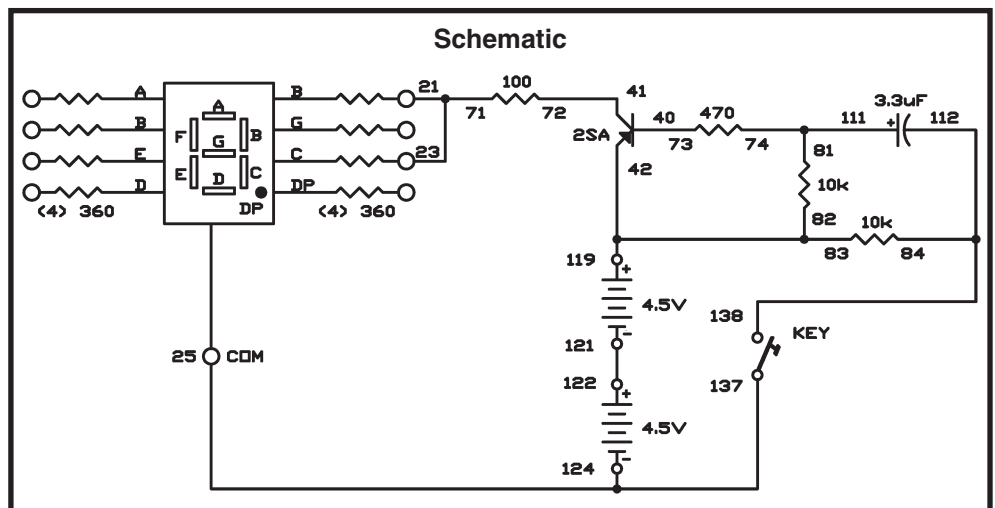 Schematic
A
B
E
D
(4) 360
A
F
B
G
E
C
D
DP
B
G
C
DP
(4) 360
21
23
71
100
72
41
2SA
40
42
470
73
74
3.3uF
111
+
112
81
10k
82
10k
83
84
119
+
4.5V
-
121
122
+
4.5V
-
124
138
KEY
137
25
COM